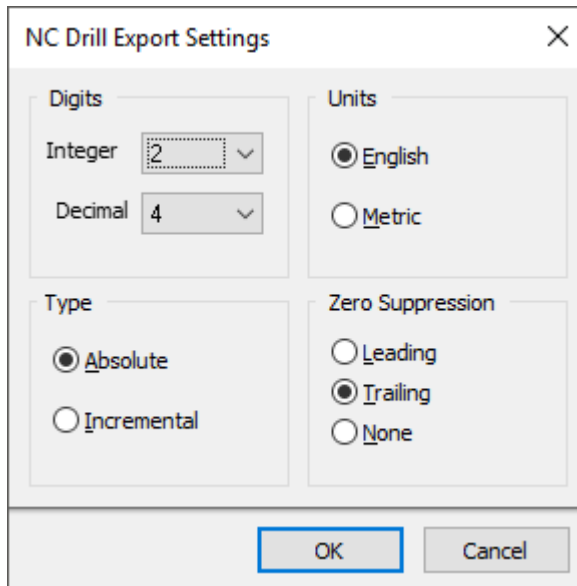 NC Drill Export Settings
Digits
Integer 2
Decimal 4
Units
English
Metric
Type
Absolute
Incremental
Zero Suppression
Leading
Trailing
None
OK Cancel